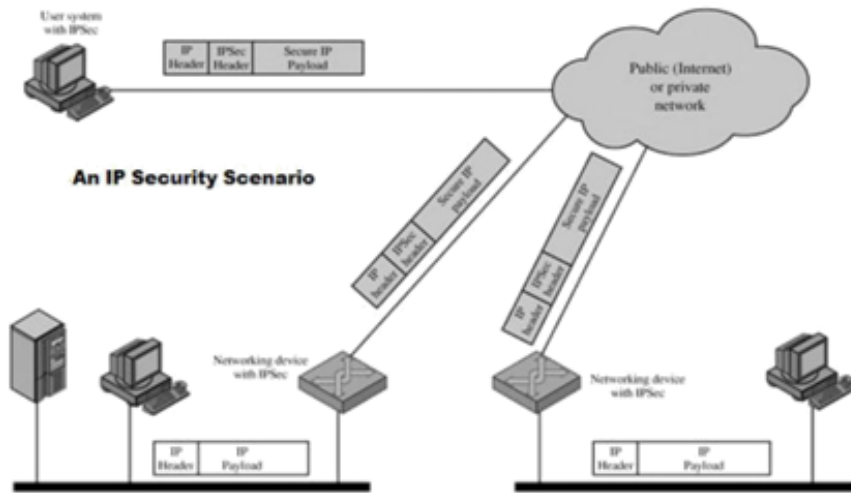 User system
with IPSec
IP
Header
IPSec
Header
Secure IP
Payload
Public (Internet)
or private
network
An IP Security Scenario
IP
header
IPSec
header
Secure IP
payload
IP
header
IPSec
header
Secure IP
payload
Networking device
with IPSec
Networking device
with IPSec
IP
Header
IP
Payload
IP
Header
IP
Payload